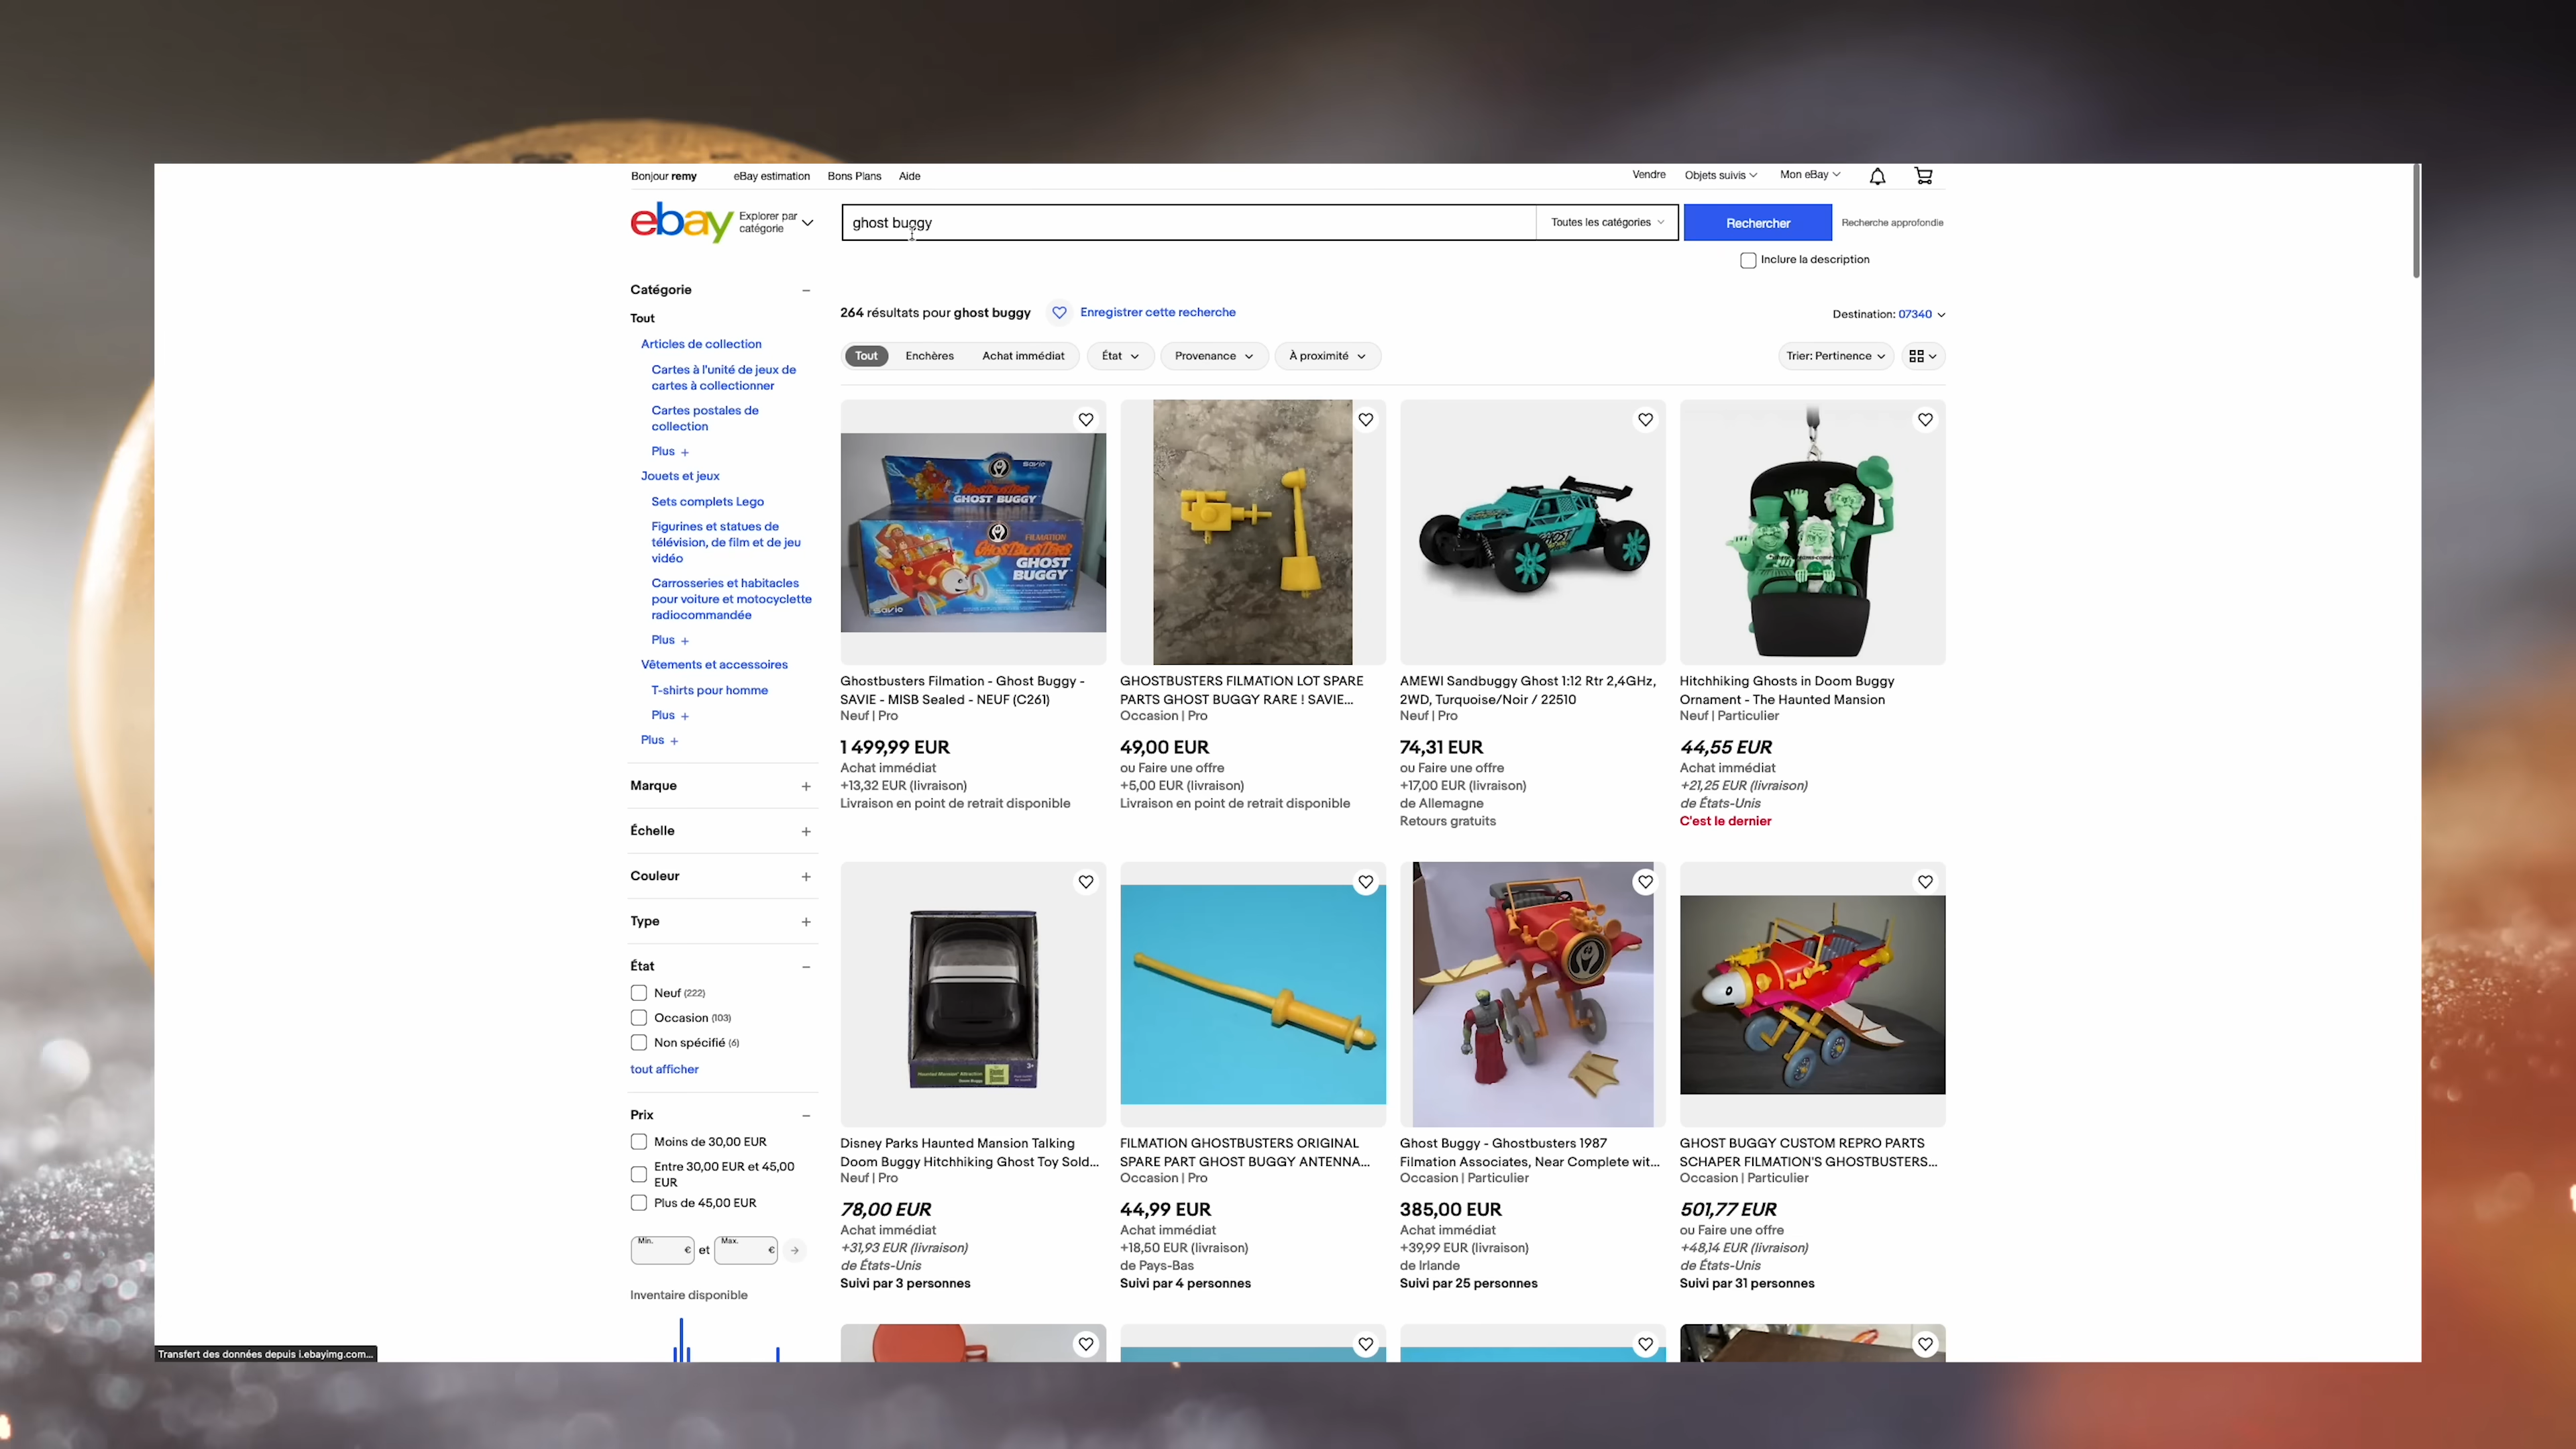 Bonjour remy
eBay estimation
Bons Plans
Aide
Vendre
Objets suivis
Mon eBay
ebay
Explorer par
catégorie
ghost buggy
Toutes les catégories
Rechercher
Recherche approfondie
Inclure la description
Catégorie
Tout
Articles de collection
Cartes à l'unité de jeux de
cartes à collectionner
Cartes postales de
collection
Plus +
Jouets et jeux
Sets complets Lego
Figurines et statues de
télévision, de film et de jeu
vidéo
Carrosseries et habitacles
pour voiture et motocyclette
radiocommandée
Plus +
Vêtements et accessoires
T-shirts pour homme
Plus +
Plus +
Marque
Échelle
Couleur
Type
État
Neuf (222)
Occasion (103)
Non spécifié (6)
tout afficher
Prix
Moins de 30,00 EUR
Entre 30,00 EUR et 45,00
EUR
Plus de 45,00 EUR
Min.
€
et
Max.
€
Inventaire disponible
264 résultats pour ghost buggy
Enregistrer cette recherche
Destination: 07340
Tout
Enchères
Achat immédiat
État
Provenance
À proximité
Trier: Pertinence
savie
GHOSTBUSTERS
GHOST BUGGY
FILMATION
GHOSTBUSTERS
GHOST
BUGGY
savie
Ghostbusters Filmation - Ghost Buggy -
SAVIE - MISB Sealed - NEUF (C261)
Neuf | Pro
1 499,99 EUR
Achat immédiat
+13,32 EUR (livraison)
Livraison en point de retrait disponible
GHOSTBUSTERS FILMATION LOT SPARE
PARTS GHOST BUGGY RARE ! SAVIE...
Occasion | Pro
49,00 EUR
ou Faire une offre
+5,00 EUR (livraison)
Livraison en point de retrait disponible
AMEWI Sandbuggy Ghost 1:12 Rtr 2,4GHz,
2WD, Turquoise/Noir / 22510
Neuf | Pro
74,31 EUR
ou Faire une offre
+17,00 EUR (livraison)
de Allemagne
Retours gratuits
Hitchhiking Ghosts in Doom Buggy
Ornament - The Haunted Mansion
Neuf | Particulier
44,55 EUR
Achat immédiat
+21,25 EUR (livraison)
de États-Unis
C'est le dernier
Disney Parks Haunted Mansion Talking
Doom Buggy Hitchhiking Ghost Toy Sold...
Neuf | Pro
78,00 EUR
Achat immédiat
+31,93 EUR (livraison)
de États-Unis
Suivi par 3 personnes
FILMATION GHOSTBUSTERS ORIGINAL
SPARE PART GHOST BUGGY ANTENNA...
Occasion | Pro
44,99 EUR
Achat immédiat
+18,50 EUR (livraison)
de Pays-Bas
Suivi par 4 personnes
Ghost Buggy - Ghostbusters 1987
Filmation Associates, Near Complete wit...
Occasion | Particulier
385,00 EUR
Achat immédiat
+39,99 EUR (livraison)
de Irlande
Suivi par 25 personnes
GHOST BUGGY CUSTOM REPRO PARTS
SCHAPER FILMATION'S GHOSTBUSTERS...
Occasion | Particulier
501,77 EUR
ou Faire une offre
+48,14 EUR (livraison)
de États-Unis
Suivi par 31 personnes
Transfert des données depuis i.ebayimg.com...